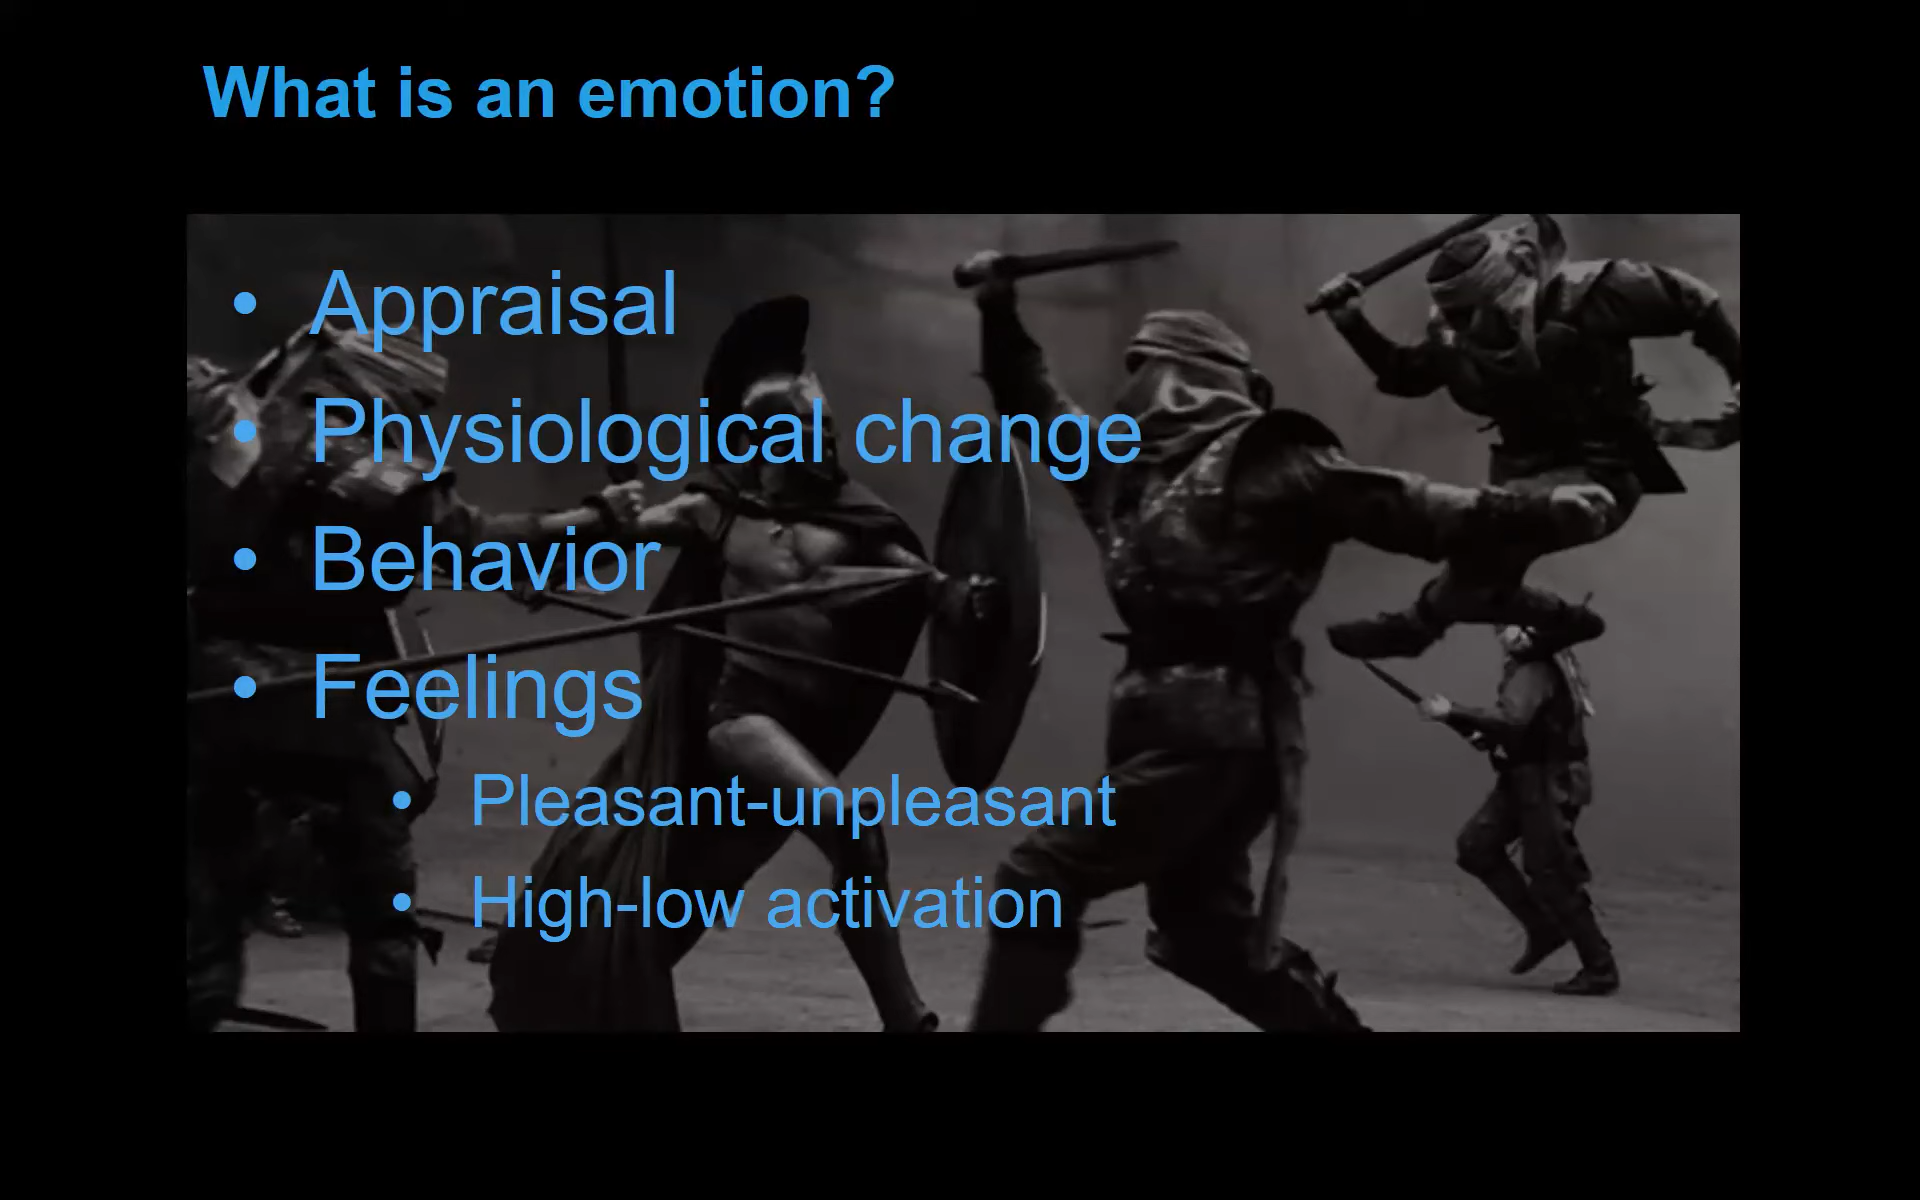 What is an emotion?
• Appraisal
• Physiological change
• Behavior
• Feelings
• Pleasant-unpleasant
• High-low activation